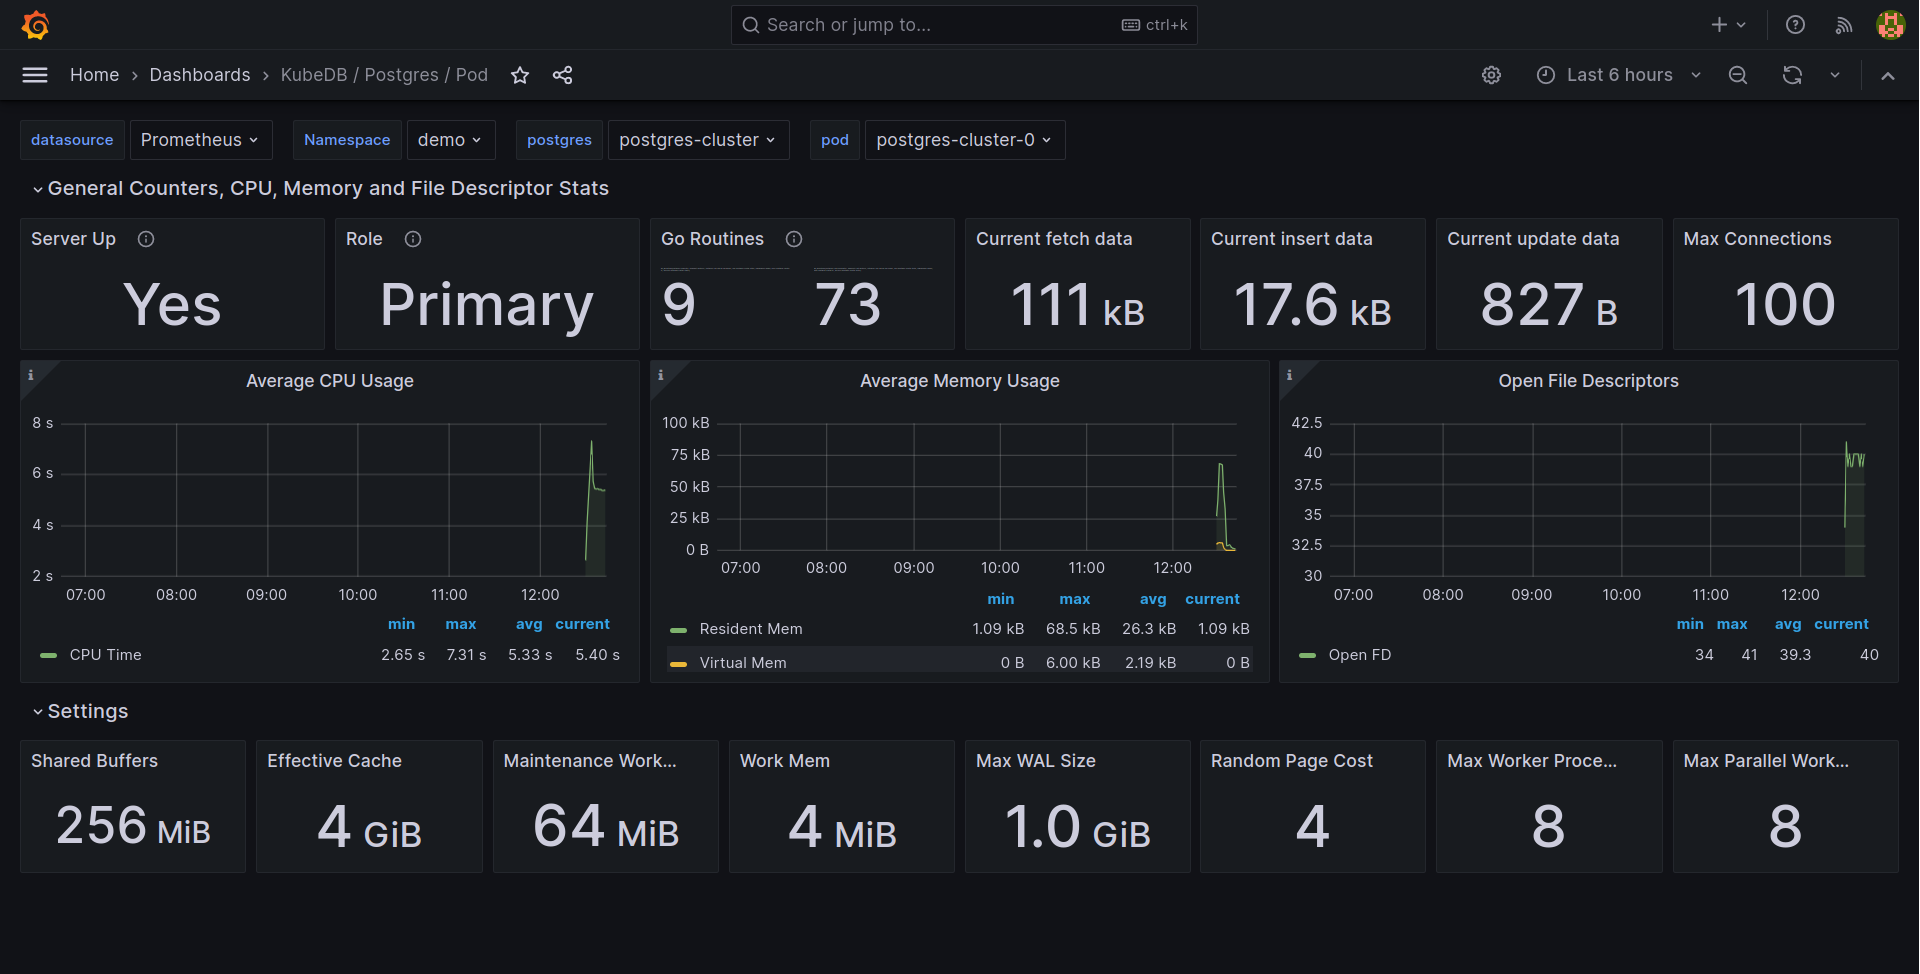 Search or jump to... ctrl+k
Home › Dashboards › KubeDB / Postgres / Pod Last 6 hours
datasource Prometheus Namespace demo postgres postgres-cluster pod postgres-cluster-0
General Counters, CPU, Memory and File Descriptor Stats
Server Up
Yes
Role
Primary
Go Routines
9 73
Current fetch data
111 kB
Current insert data
17.6 kB
Current update data
827 B
Max Connections
100
Average CPU Usage
8 s
6 s
4 s
2 s
07:00 08:00 09:00 10:00 11:00 12:00
min max avg current
CPU Time 2.65 s 7.31 s 5.33 s 5.40 s
Average Memory Usage
100 kB
75 kB
50 kB
25 kB
0 B
07:00 08:00 09:00 10:00 11:00 12:00
min max avg current
Resident Mem 1.09 kB 68.5 kB 26.3 kB 1.09 kB
Virtual Mem 0 B 6.00 kB 2.19 kB 0 B
Open File Descriptors
42.5
40
37.5
35
32.5
30
07:00 08:00 09:00 10:00 11:00 12:00
min max avg current
Open FD 34 41 39.3 40
Settings
Shared Buffers
256 MiB
Effective Cache
4 GiB
Maintenance Work...
64 MiB
Work Mem
4 MiB
Max WAL Size
1.0 GiB
Random Page Cost
4
Max Worker Proce...
8
Max Parallel Work...
8